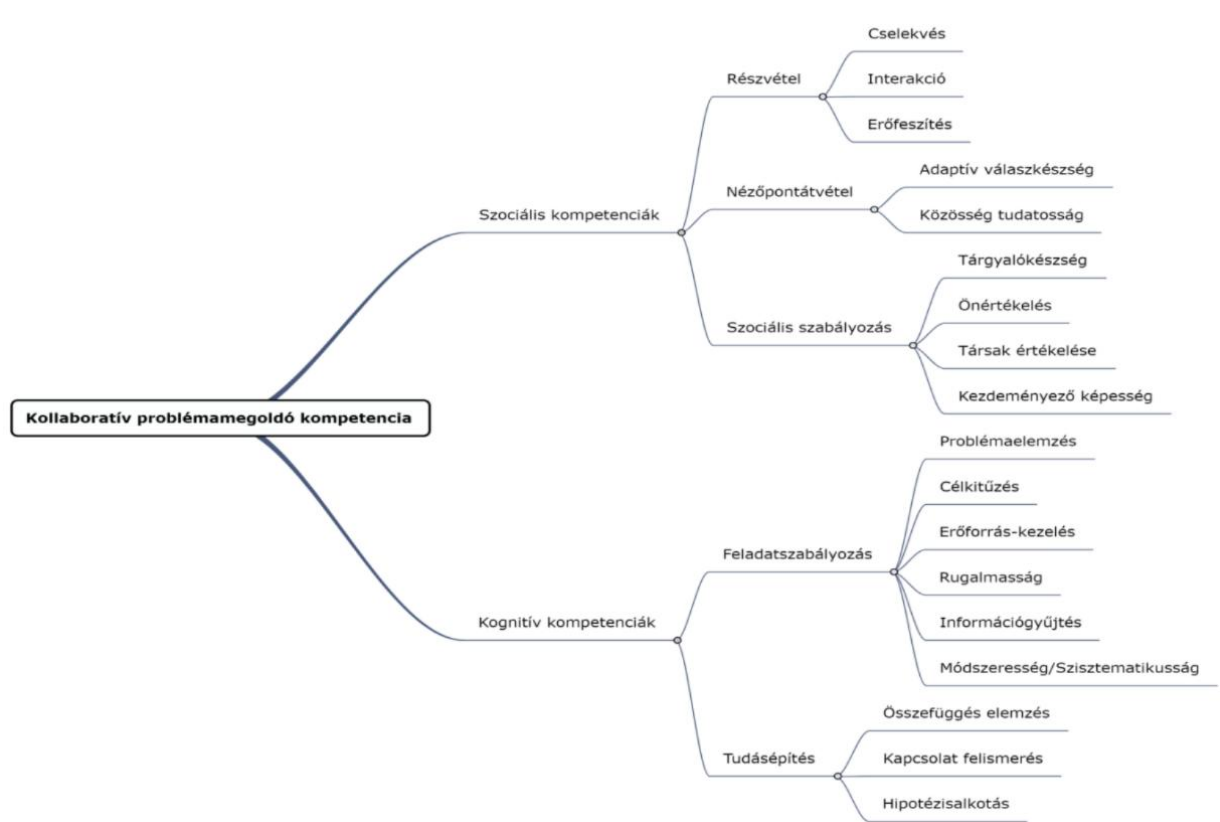 Kollaboratív problémamegoldó kompetencia
Szociális kompetenciák
Részvétel
Cselekvés
Interakció
Erőfeszítés
Nézőpontátvétel
Adaptív válaszkészség
Közösség tudatosság
Szociális szabályozás
Tárgyalókészség
Önértékelés
Társak értékelése
Kezdeményező képesség
Kognitív kompetenciák
Feladatszabályozás
Problémaelemzés
Célkitűzés
Erőforrás-kezelés
Rugalmasság
Információgyűjtés
Módszeresség/Szisztematikusság
Tudásépítés
Összefüggés elemzés
Kapcsolat felismerés
Hipotézisalkotás